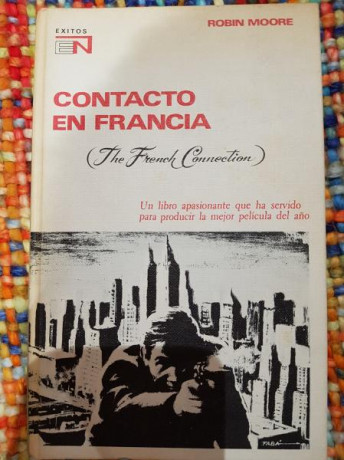 ROBIN MOORE
EXITOS
EN
CONTACTO
EN FRANCIA
(The French Connection)
Un libro apasionante que ha servido
para producir la mejor película del año